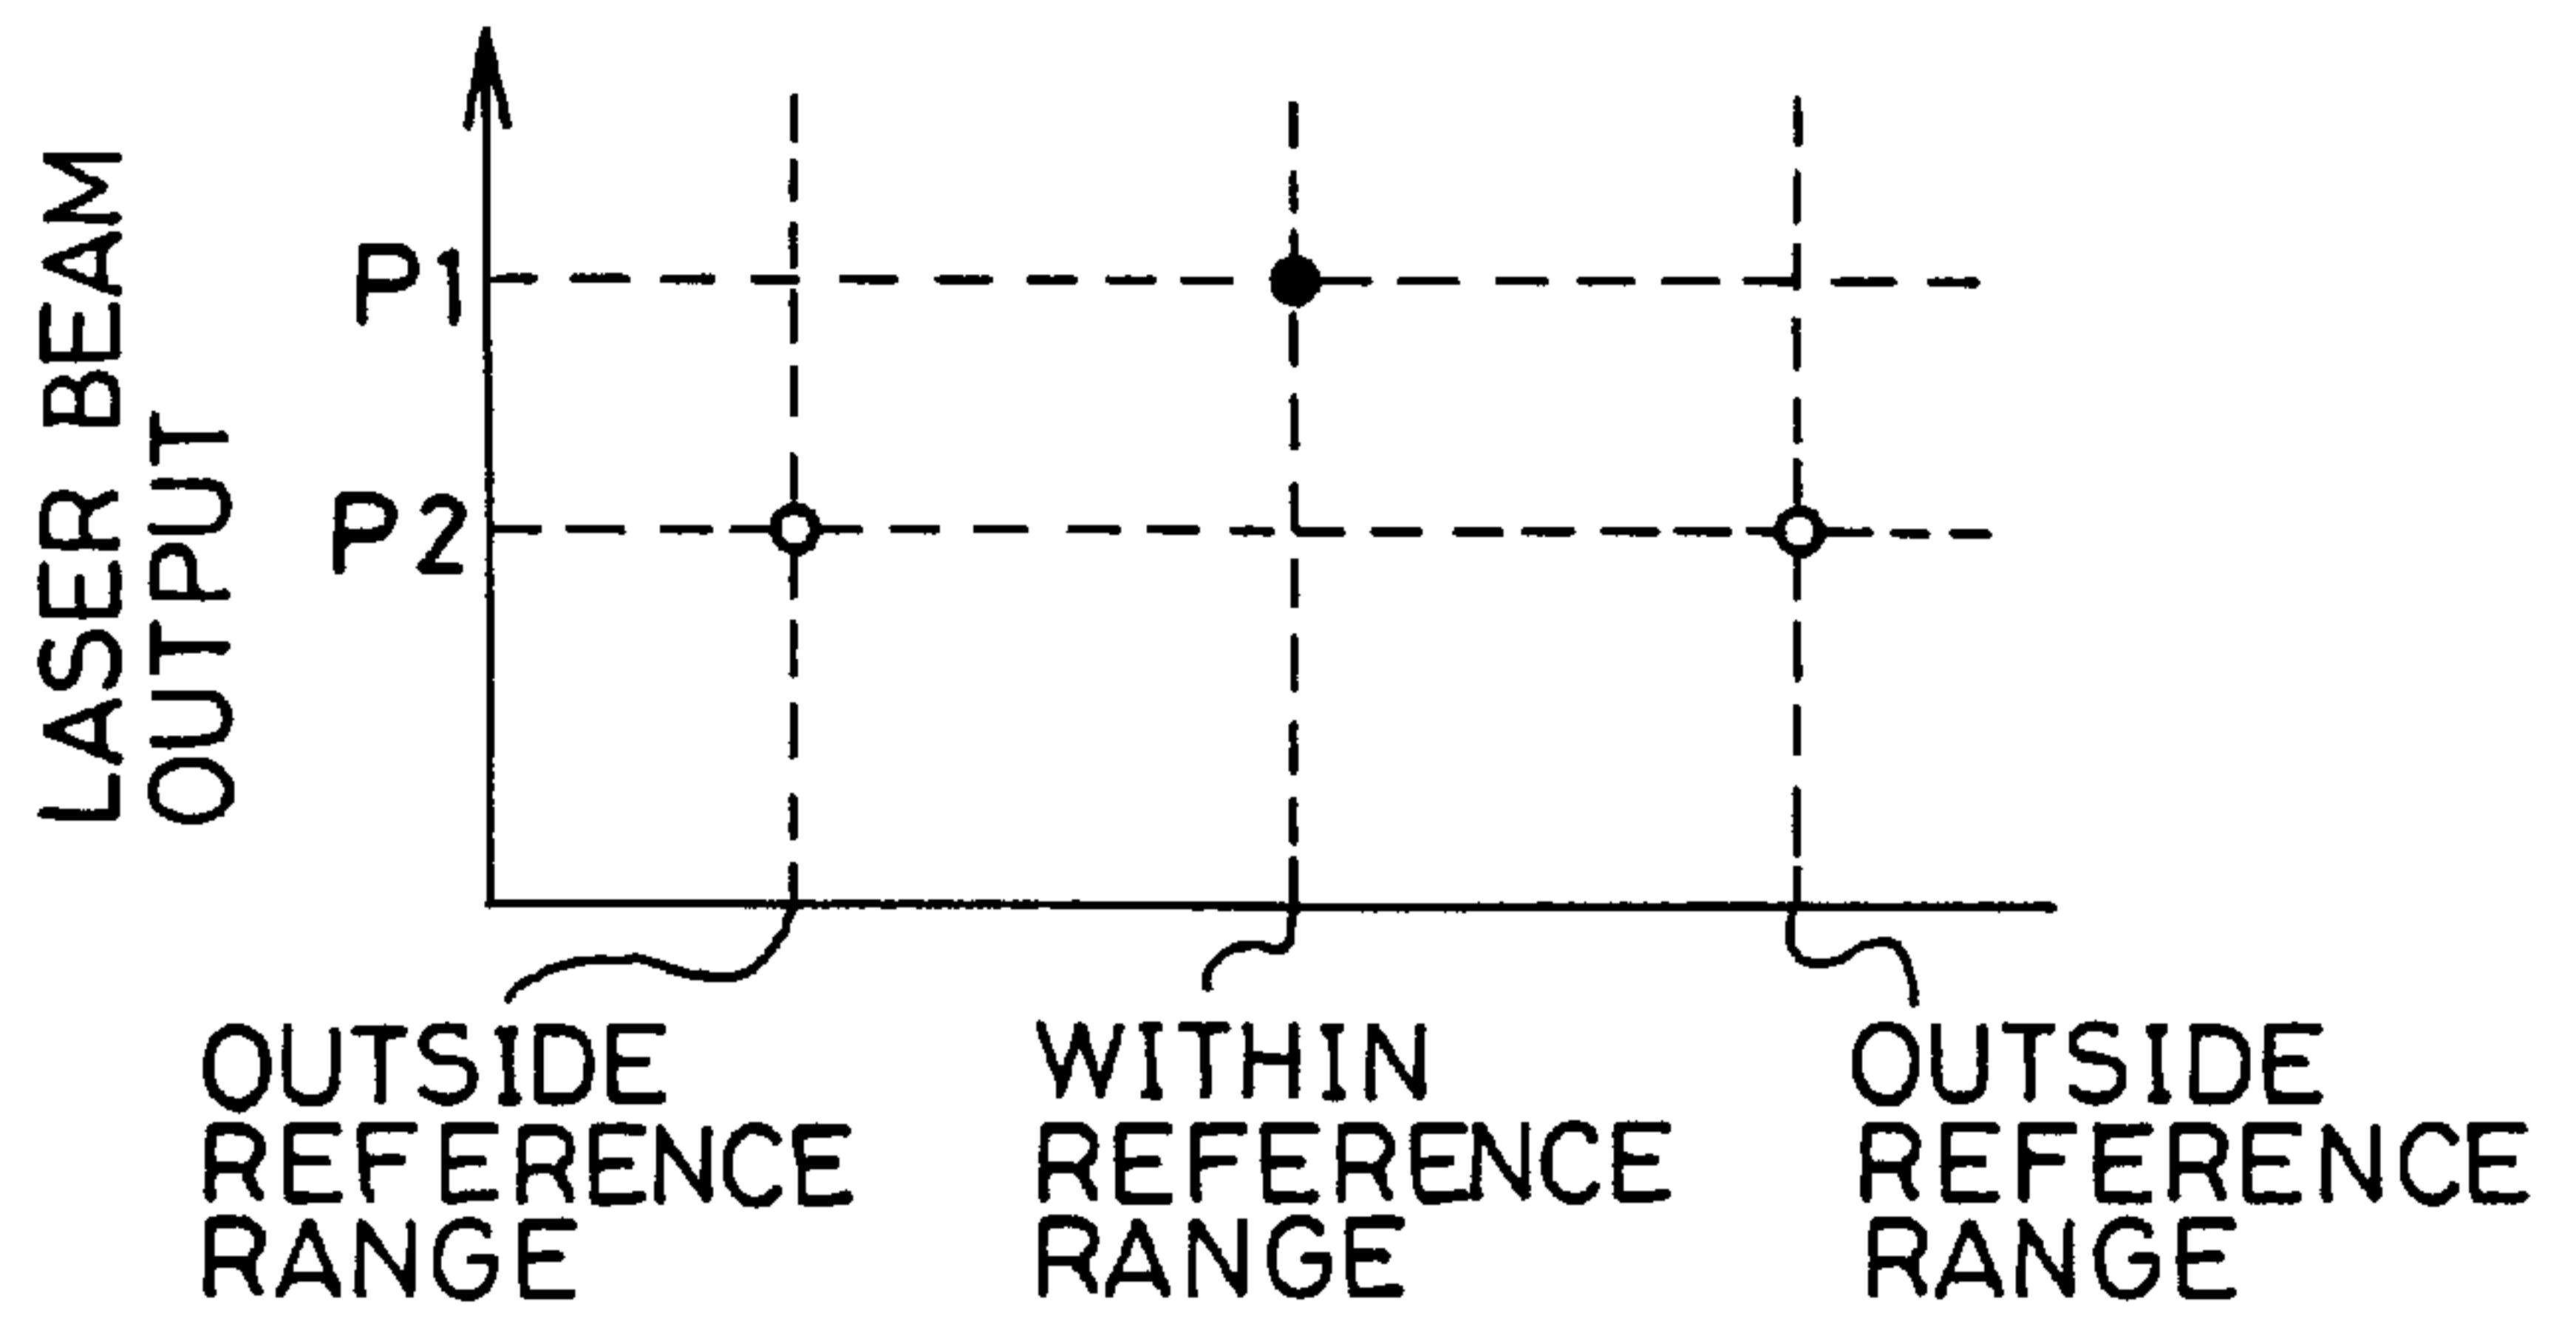 LASER BEAM
OUTPUT
P1
P2
OUTSIDE
REFERENCE
RANGE
WITHIN
REFERENCE
RANGE
OUTSIDE
REFERENCE
RANGE